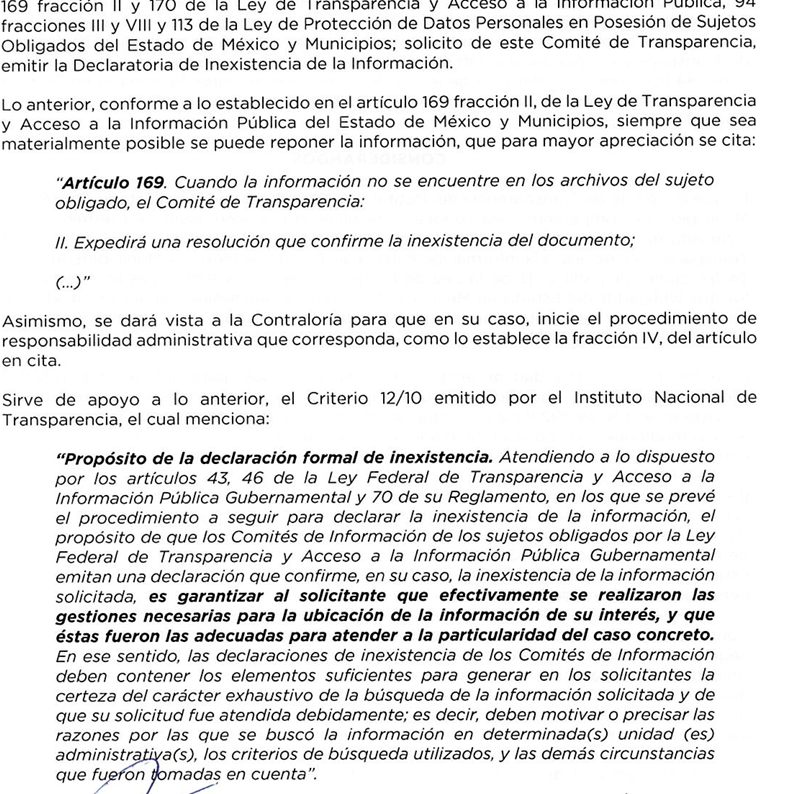 169 fracción II y 170 de la Ley de Transparencia y Acceso a la Información Pública, 94
fracciones III y VIII y 113 de la Ley de Protección de Datos Personales en Posesión de Sujetos
Obligados del Estado de México y Municipios; solicito de este Comité de Transparencia,
emitir la Declaratoria de Inexistencia de la Información.
Lo anterior, conforme a lo establecido en el artículo 169 fracción II, de la Ley de Transparencia
y Acceso a la Información Pública del Estado de México y Municipios, siempre que sea
materialmente posible se puede reponer la información, que para mayor apreciación se cita:
“Artículo 169. Cuando la información no se encuentre en los archivos del sujeto
obligado, el Comité de Transparencia:
II. Expedirá una resolución que confirme la inexistencia del documento;
(...)”
Asimismo, se dará vista a la Contraloría para que en su caso, inicie el procedimiento de
responsabilidad administrativa que corresponda, como lo establece la fracción IV, del artículo
en cita.
Sirve de apoyo a lo anterior, el Criterio 12/10 emitido por el Instituto Nacional de
Transparencia, el cual menciona:
“Propósito de la declaración formal de inexistencia. Atendiendo a lo dispuesto
por los artículos 43, 46 de la Ley Federal de Transparencia y Acceso a la
Información Pública Gubernamental y 70 de su Reglamento, en los que se prevé
el procedimiento a seguir para declarar la inexistencia de la información, el
propósito de que los Comités de Información de los sujetos obligados por la Ley
Federal de Transparencia y Acceso a la Información Pública Gubernamental
emitan una declaración que confirme, en su caso, la inexistencia de la información
solicitada, es garantizar al solicitante que efectivamente se realizaron las
gestiones necesarias para la ubicación de la información de su interés, y que
éstas fueron las adecuadas para atender a la particularidad del caso concreto.
En ese sentido, las declaraciones de inexistencia de los Comités de Información
deben contener los elementos suficientes para generar en los solicitantes la
certeza del carácter exhaustivo de la búsqueda de la información solicitada y de
que su solicitud fue atendida debidamente; es decir, deben motivar o precisar las
razones por las que se buscó la información en determinada(s) unidad (es)
administrativa(s), los criterios de búsqueda utilizados, y las demás circunstancias
que fueron tomadas en cuenta”.